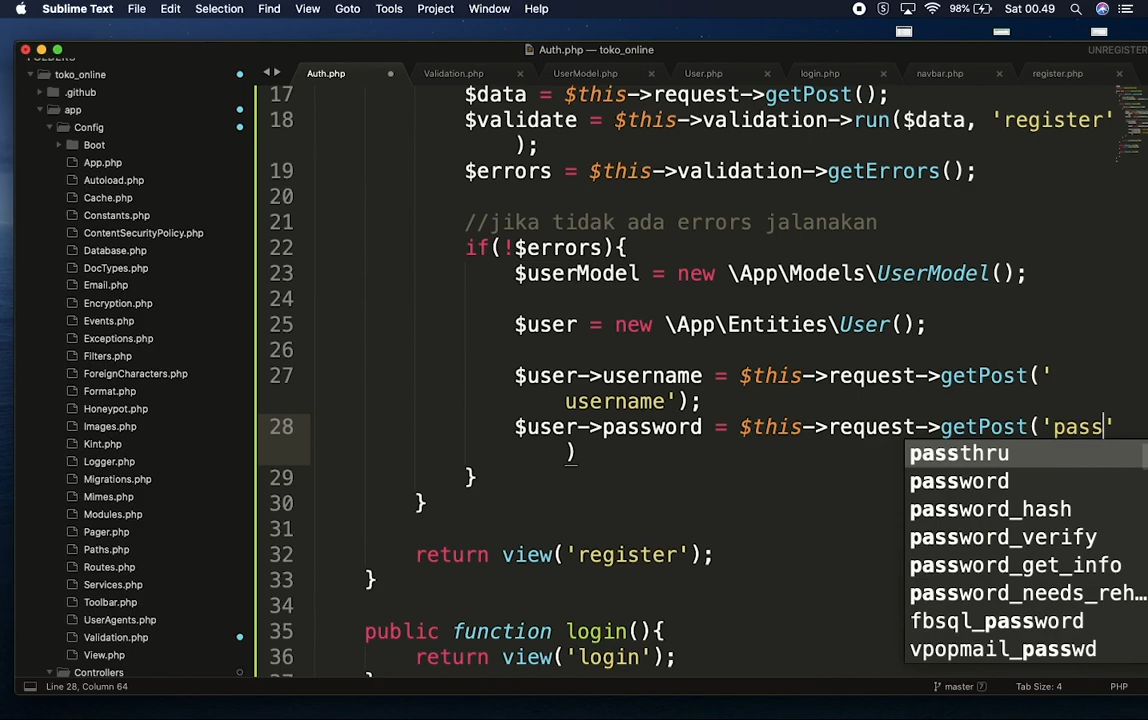 Sublime Text File Edit Selection Find View Goto Tools Project Window Help 98% Sat 00.49
Auth.php — toko_online
UNREGISTER
FOLDERS
toko_online
.github
app
Config
Boot
App.php
Autoload.php
Cache.php
Constants.php
ContentSecurityPolicy.php
Database.php
DocTypes.php
Email.php
Encryption.php
Events.php
Exceptions.php
Filters.php
ForeignCharacters.php
Format.php
Honeypot.php
Images.php
Kint.php
Logger.php
Migrations.php
Mimes.php
Modules.php
Pager.php
Paths.php
Routes.php
Services.php
Toolbar.php
UserAgents.php
Validation.php
View.php
Controllers
Auth.php Validation.php UserModel.php User.php login.php navbar.php register.php
17 $data = $this->request->getPost();
18 $validate = $this->validation->run($data, 'register'
);
19 $errors = $this->validation->getErrors();
20
21 //jika tidak ada errors jalanakan
22 if(!$errors){
23 $userModel = new \App\Models\UserModel();
24
25 $user = new \App\Entities\User();
26
27 $user->username = $this->request->getPost('
username');
28 $user->password = $this->request->getPost('pass'
)
29 }
30 }
31
32 return view('register');
33 }
34
35 public function login(){
36 return view('login');
passthru
password
password_hash
password_verify
password_get_info
password_needs_reh…
fbsql_password
vpopmail_passwd
Line 28, Column 64
master 7
Tab Size: 4
PHP